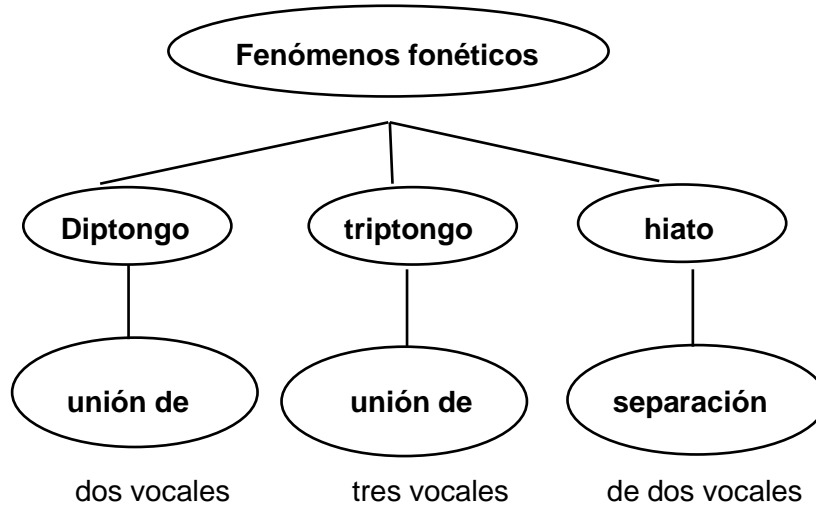 Fenómenos fonéticos
Diptongo
triptongo
hiato
unión de
unión de
separación
dos vocales
tres vocales
de dos vocales